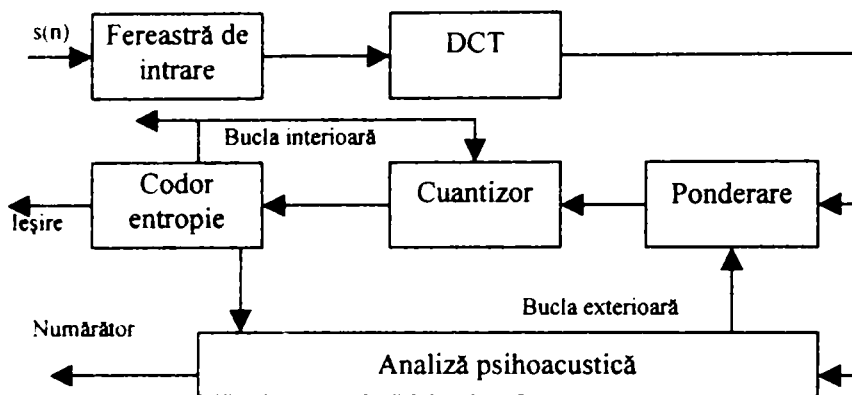 s(n)
Fereastră de
intrare
DCT
Bucla interioară
Codor
entropie
Cuantizor
Ponderare
Ieşire
Bucla exterioară
Numărător
Analiză psihoacustică